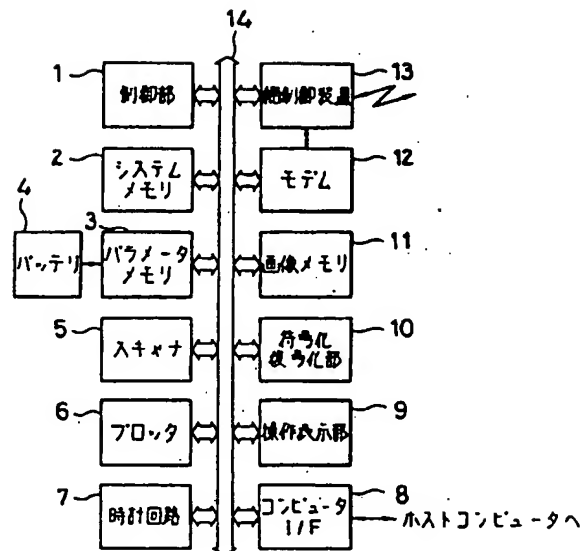 14
1
制御部
13
網制御装置
2
システム
メモリ
12
モデム
4
バッテリ
3
パラメータ
メモリ
11
画像メモリ
5
スキャナ
10
符号化
復号化部
6
プロッタ
9
操作表示部
7
時計回路
8
コンピュータ
I/F
ホストコンピュータへ